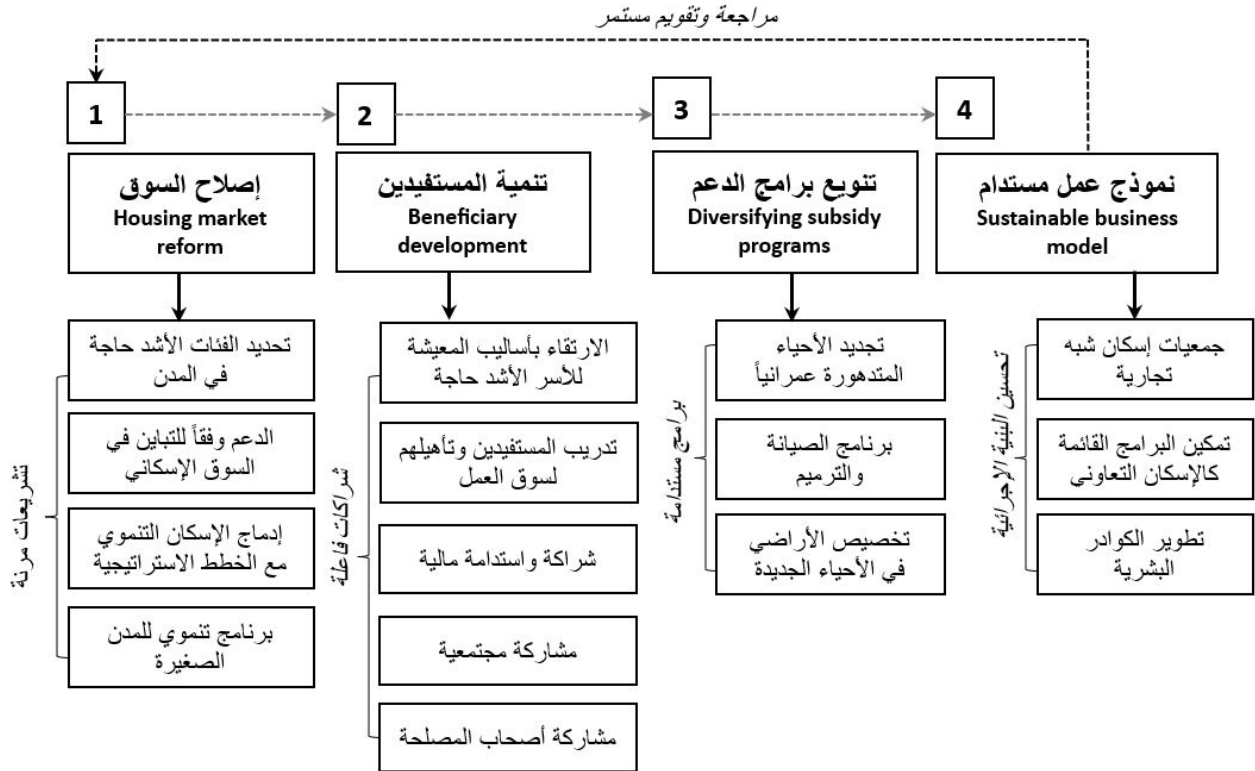 مراجعة وتقويم مستمر
1
2
3
4
إصلاح السوق
Housing market
reform
تنمية المستفيدين
Beneficiary
development
تنويع برامج الدعم
Diversifying subsidy
programs
نموذج عمل مستدام
Sustainable business
model
تشريعات مرنة
تحديد الفئات الأشد حاجة
في المدن
الدعم وفقاً للتباين في
السوق الإسكاني
إدماج الإسكان التنموي
مع الخطط الاستراتيجية
برنامج تنموي للمدن
الصغيرة
شراكات فاعلة
الارتقاء بأساليب المعيشة
للأسر الأشد حاجة
تدريب المستفيدين وتأهيلهم
لسوق العمل
شراكة واستدامة مالية
مشاركة مجتمعية
مشاركة أصحاب المصلحة
برامج مستدامة
تجديد الأحياء
المتدهورة عمرانياً
برنامج الصيانة
والترميم
تخصيص الأراضي
في الأحياء الجديدة
تحسين البنية الإجرائية
جمعيات إسكان شبه
تجارية
تمكين البرامج القائمة
كالإسكان التعاوني
تطوير الكوادر
البشرية